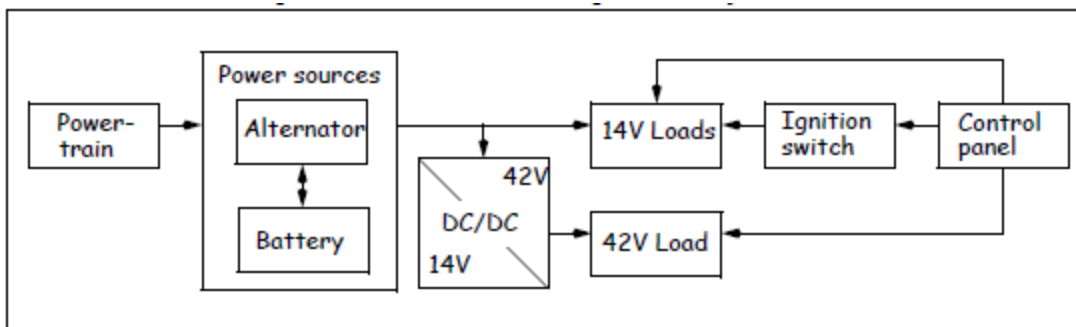 Power sources
Power-
train
Alternator
Battery
42V
DC/DC
14V
14V Loads
42V Load
Ignition
switch
Control
panel